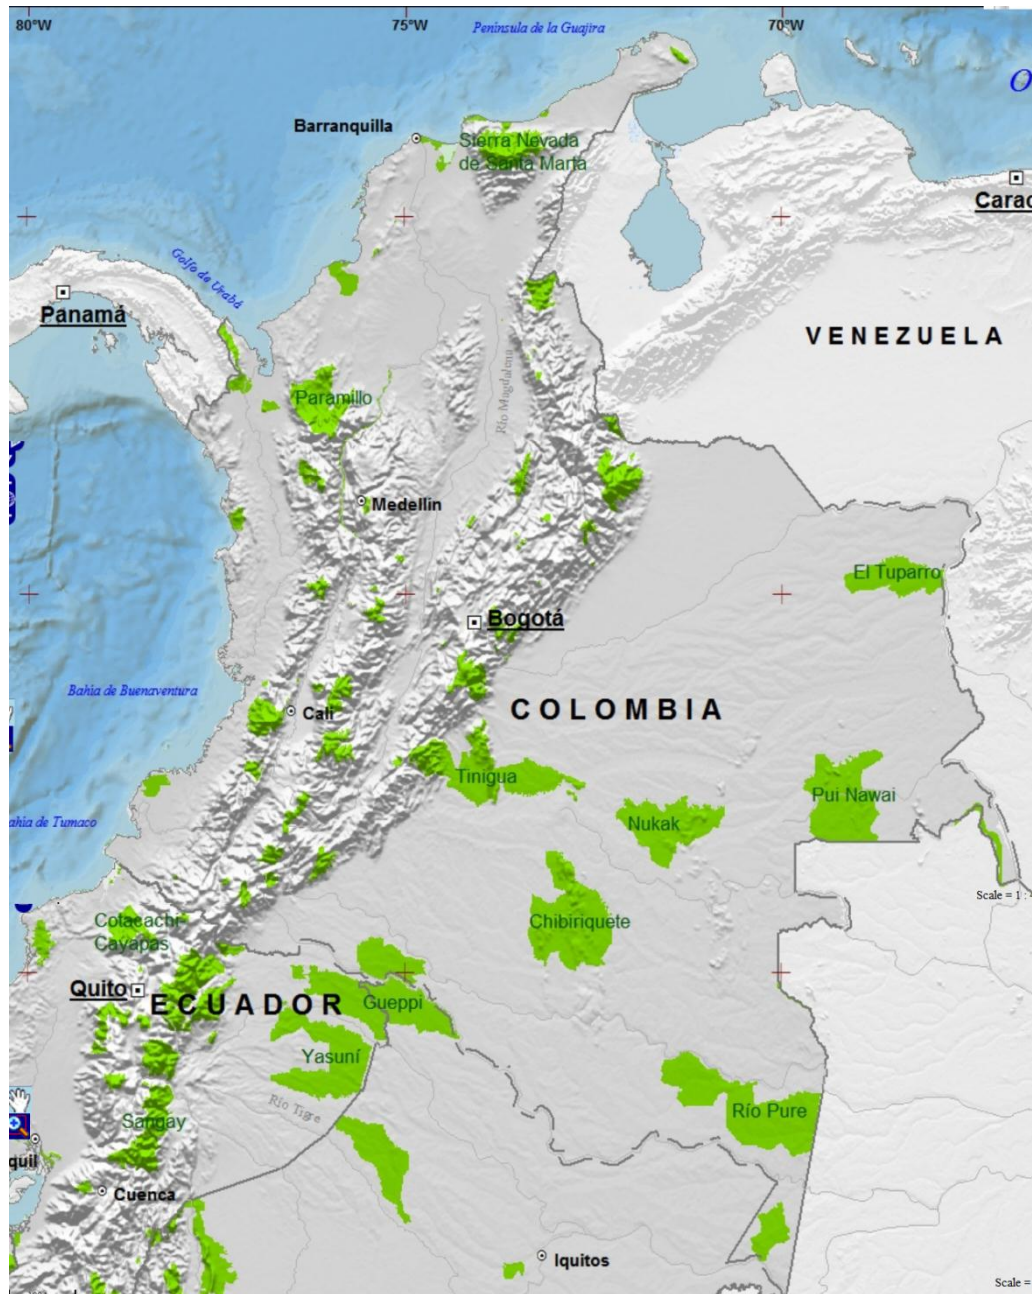 80°W
75°W
70°W
Península de la Guajira
O
Barranquilla
Sierra Nevada
de Santa Marta
Carac
Golfo de Urabá
Panamá
VENEZUELA
Río Magdalena
Paramillo
Medellín
El Tuparro
Bogotá
Bahía de Buenaventura
COLOMBIA
Cali
Tinigua
Pui Nawai
ahía de Tumaco
Nukak
Scale = 1 :
Cotacachi-
Cayapas
Chibiriquete
Quito
ECUADOR
Gueppi
Yasuní
Río Tigre
Río Pure
Sangay
quil
Cuenca
Iquitos
Scale =